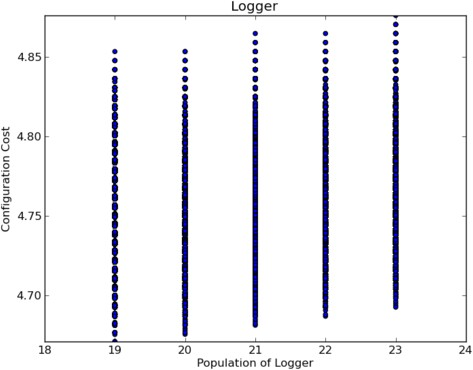 Logger
4.85
4.80
4.75
4.70
Configuration Cost
18 19 20 21 22 23 24
Population of Logger